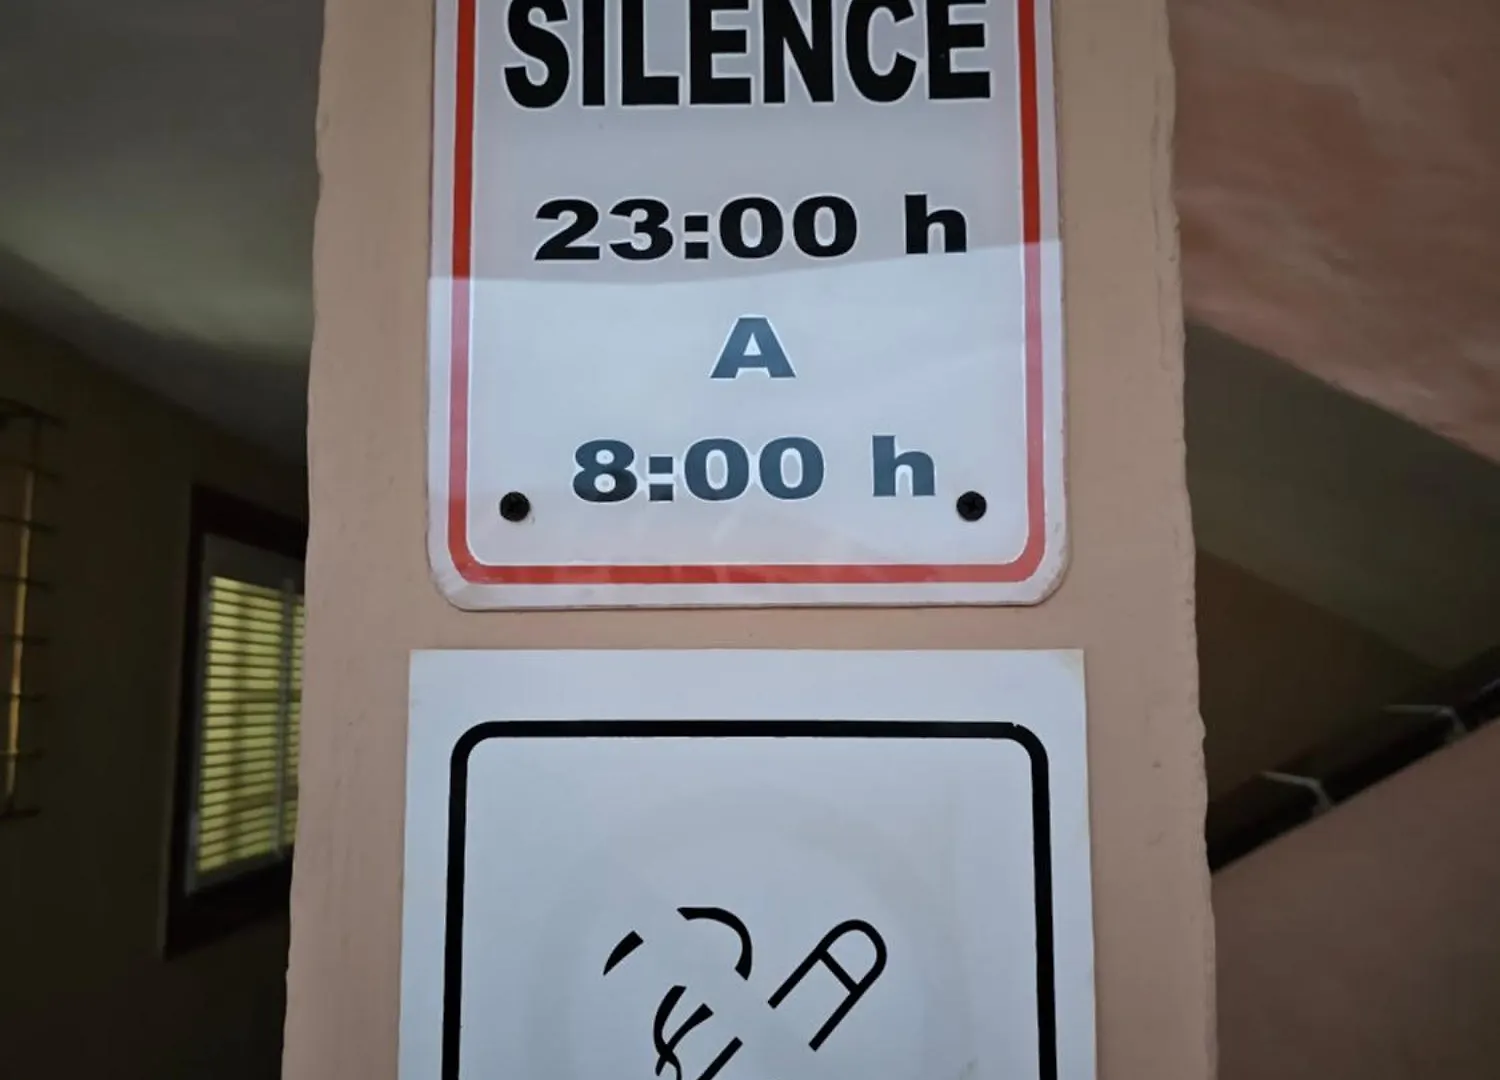 SILENCE
23:00 h
A
8:00 h